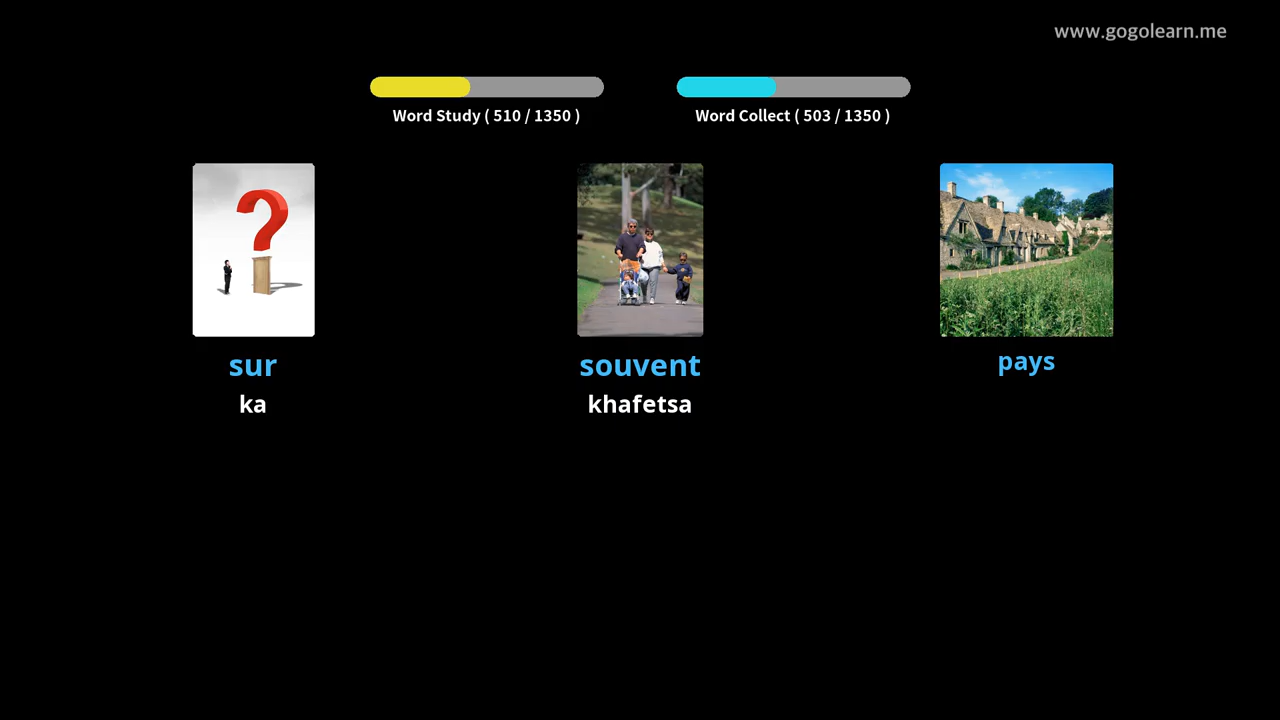 www.gogolearn.me
Word Study ( 510 / 1350 )
Word Collect ( 503 / 1350 )
sur
ka
souvent
khafetsa
pays